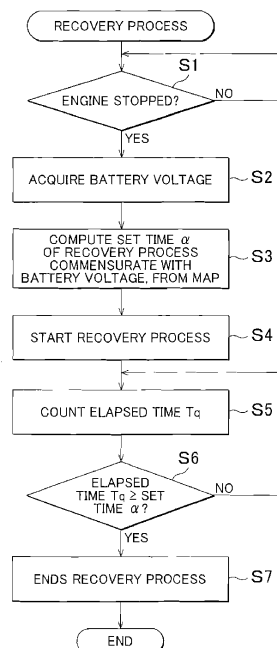 RECOVERY PROCESS
S1
ENGINE STOPPED?
NO
YES
ACQUIRE BATTERY VOLTAGE
S2
COMPUTE SET TIME α
OF RECOVERY PROCESS
COMMENSURATE WITH
BATTERY VOLTAGE, FROM MAP
S3
START RECOVERY PROCESS
S4
COUNT ELAPSED TIME Tq
S5
S6
ELAPSED
TIME Tq ≥ SET
TIME α?
NO
YES
ENDS RECOVERY PROCESS
S7
END